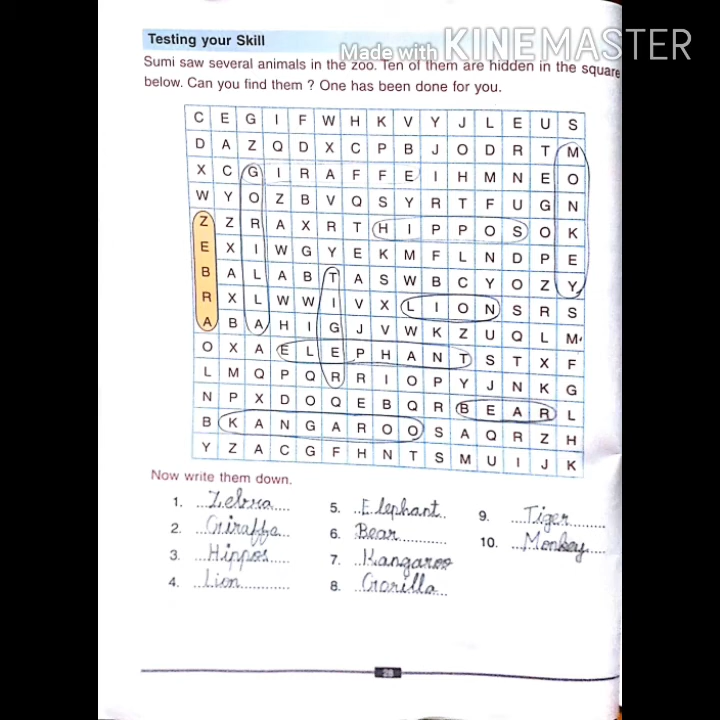 Testing your Skill
Made with KINEMASTER
Sumi saw several animals in the zoo. Ten of them are hidden in the square
below. Can you find them ? One has been done for you.
C E G I F W H K V Y J L E U S
D A Z Q D X C P B J O D R T M
X C G I R A F F E I H M N E O
W Y O Z B V Q S Y R T F U G N
Z Z R A X R T H I P P O S O K
E X I W G Y E K M F L N D P E
B A L A B T A S W B C Y O Z Y
R X L W W I V X L I O N S R S
A B A H I G J V W K Z U Q L M
O X A E L E P H A N T S T X F
L M Q P Q R R I O P Y J N K G
N P X D O Q E B Q R B E A R L
B K A N G A R O O S A Q R Z H
Y Z A C G F H N T S M U I J K
Now write them down.
1. Zebra 5. Elephant 9. Tiger
2. Giraffe 6. Bear 10. Monkey
3. Hippos 7. Kangaroo
4. Lion 8. Gorilla
28